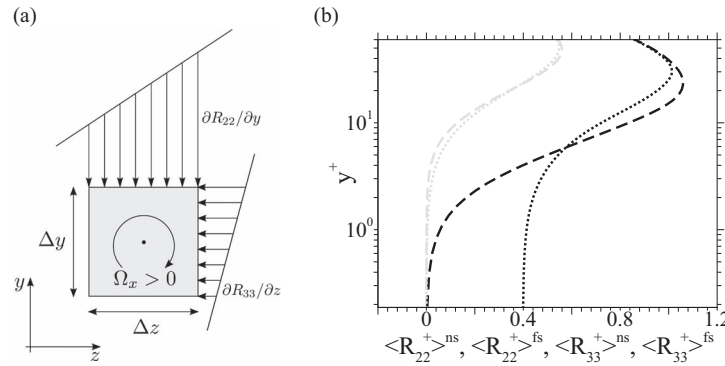 (a)
∂R₂₂/∂y
Δy
Ωₓ > 0
∂R₃₃/∂z
Δz
y
z
(b)
y⁺
10¹
10⁰
0 0.4 0.8 1.2
<R₂₂⁺>ⁿˢ, <R₂₂⁺>ᶠˢ, <R₃₃⁺>ⁿˢ, <R₃₃⁺>ᶠˢ